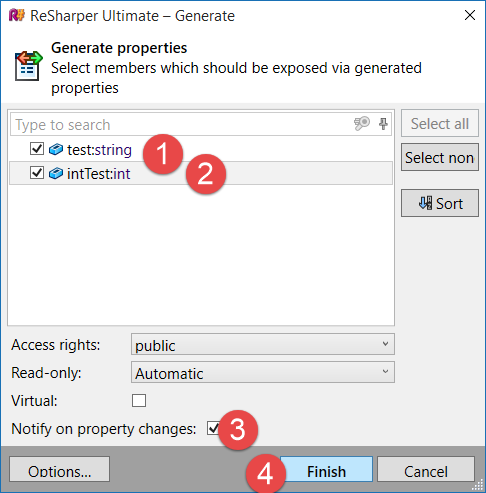 ReSharper Ultimate – Generate
Generate properties
Select members which should be exposed via generated
properties
Type to search
Select all
test:string
1
Select non
intTest:int
2
Sort
Access rights: public
Read-only: Automatic
Virtual:
Notify on property changes: 3
Options... 4 Finish Cancel